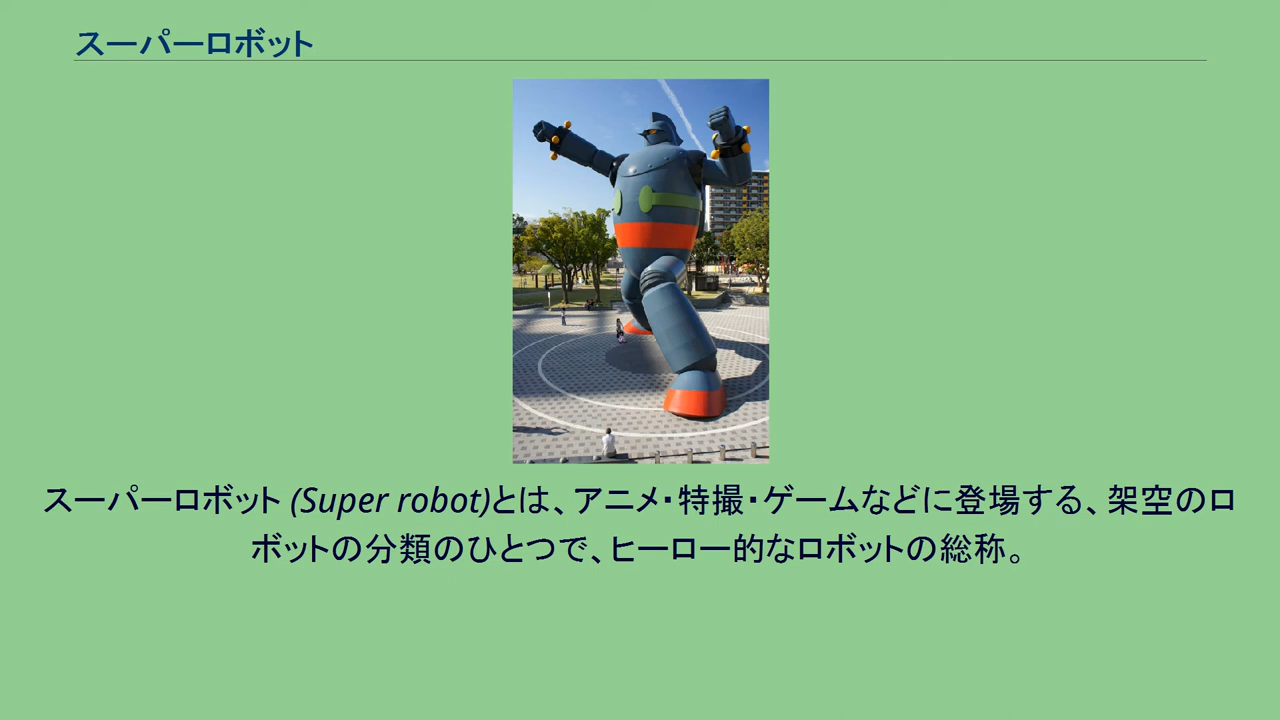 スーパーロボット
スーパーロボット (Super robot)とは、アニメ・特撮・ゲームなどに登場する、架空のロ
ボットの分類のひとつで、ヒーロー的なロボットの総称。